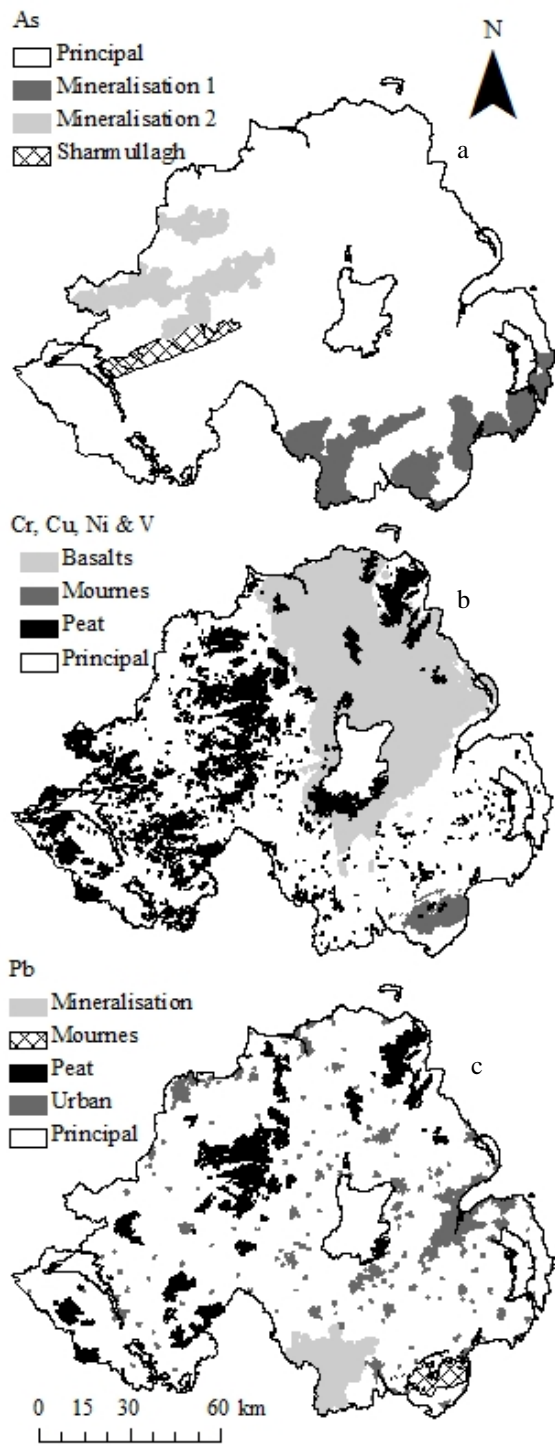 As
Principal
Mineralisation 1
Mineralisation 2
Shanmullagh
N
a
Cr, Cu, Ni & V
Basalts
Mournes
Peat
Principal
b
Pb
Mineralisation
Mournes
Peat
Urban
Principal
c
0 15 30 60 km